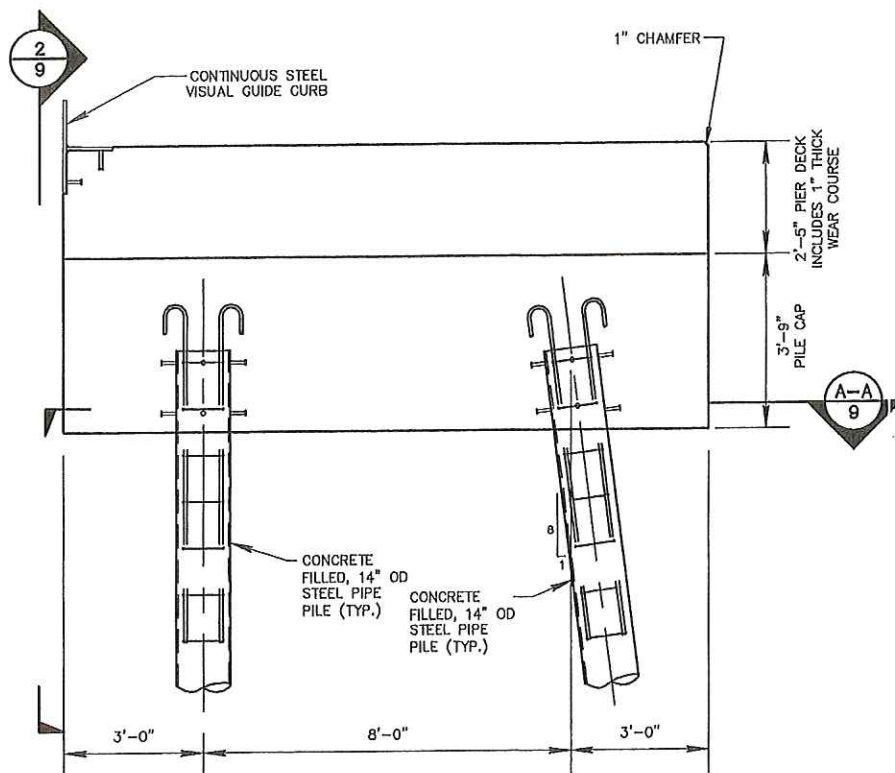 2
9
CONTINUOUS STEEL
VISUAL GUIDE CURB
1" CHAMFER
2'-5" PIER DECK
INCLUDES 1" THICK
WEAR COURSE
3'-9"
PILE CAP
A-A
9
8
1
CONCRETE
FILLED, 14" OD
STEEL PIPE
PILE (TYP.)
CONCRETE
FILLED, 14" OD
STEEL PIPE
PILE (TYP.)
3'-0"
8'-0"
3'-0"